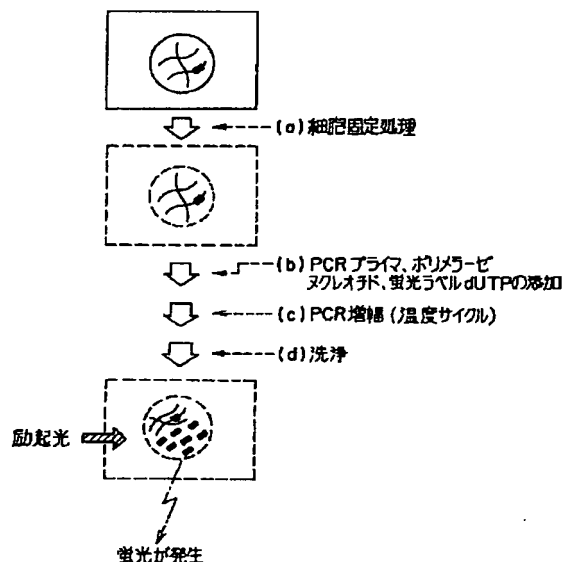 (a) 細胞固定処理
(b) PCRプライマ、ポリメラーゼ
ヌクレオチド、蛍光ラベルdUTPの添加
(c) PCR増幅 (温度サイクル)
(d) 洗浄
励起光
蛍光が発生